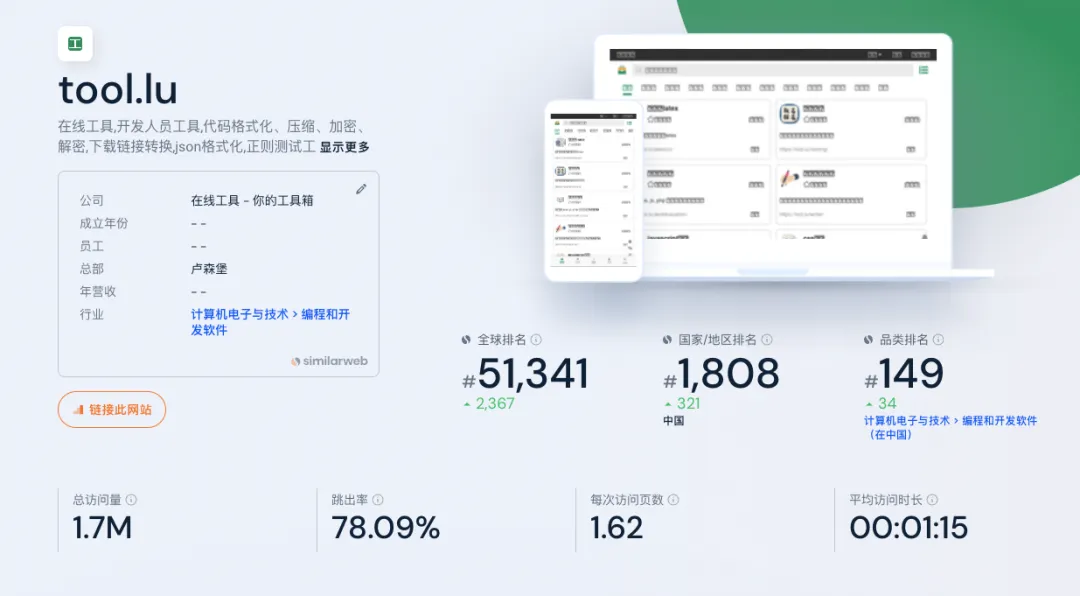 tool.lu
在线工具,开发人员工具,代码格式化、压缩、加密、
解密,下载链接转换,json格式化,正则测试工 显示更多
公司 在线工具 - 你的工具箱
成立年份 - -
员工 - -
总部 卢森堡
年营收 - -
行业 计算机电子与技术 > 编程和开
发软件
similarweb
链接此网站
全球排名
#51,341
2,367
国家/地区排名
#1,808
321
中国
品类排名
#149
34
计算机电子与技术 > 编程和开发软件
(在中国)
总访问量
1.7M
跳出率
78.09%
每次访问页数
1.62
平均访问时长
00:01:15